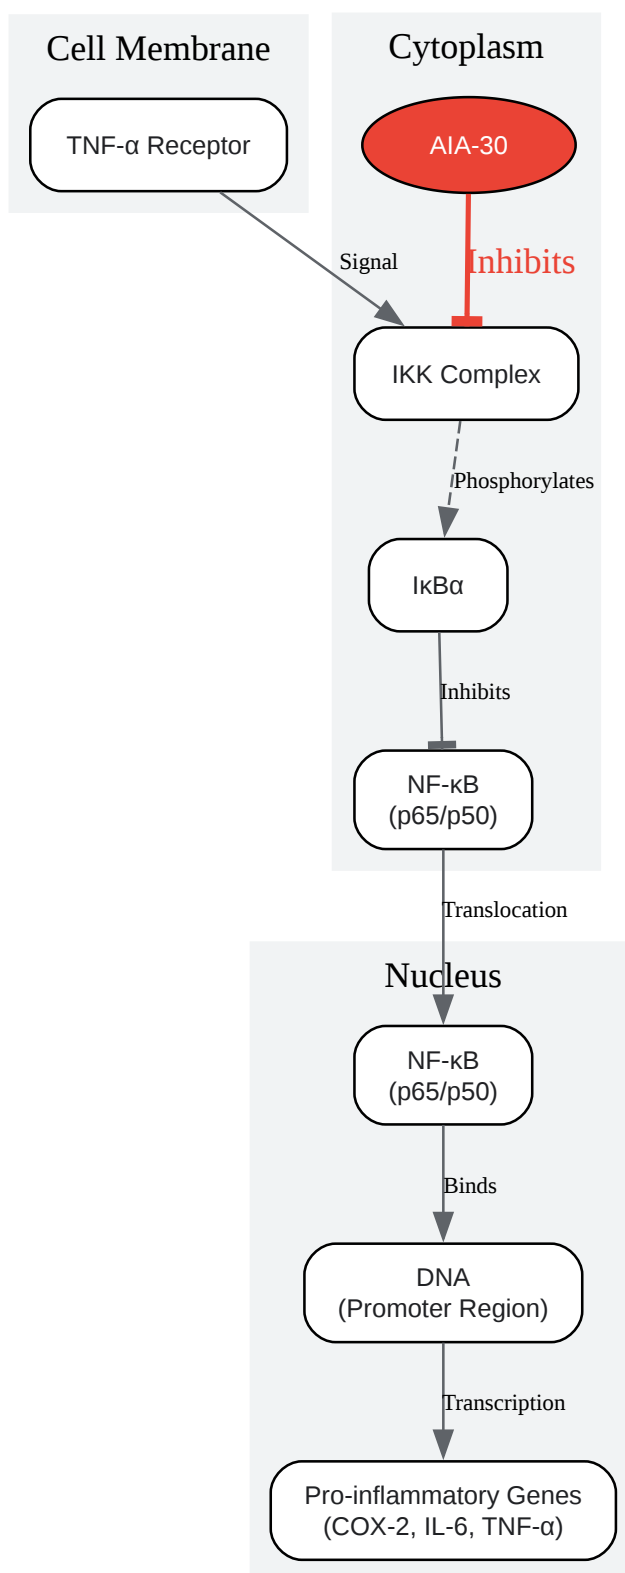 Cell Membrane
Cytoplasm
TNF-α Receptor
AIA-30
Signal
Inhibits
IKK Complex
Phosphorylates
IκBα
Inhibits
NF-κB
(p65/p50)
Translocation
Nucleus
NF-κB
(p65/p50)
Binds
DNA
(Promoter Region)
Transcription
Pro-inflammatory Genes
(COX-2, IL-6, TNF-α)